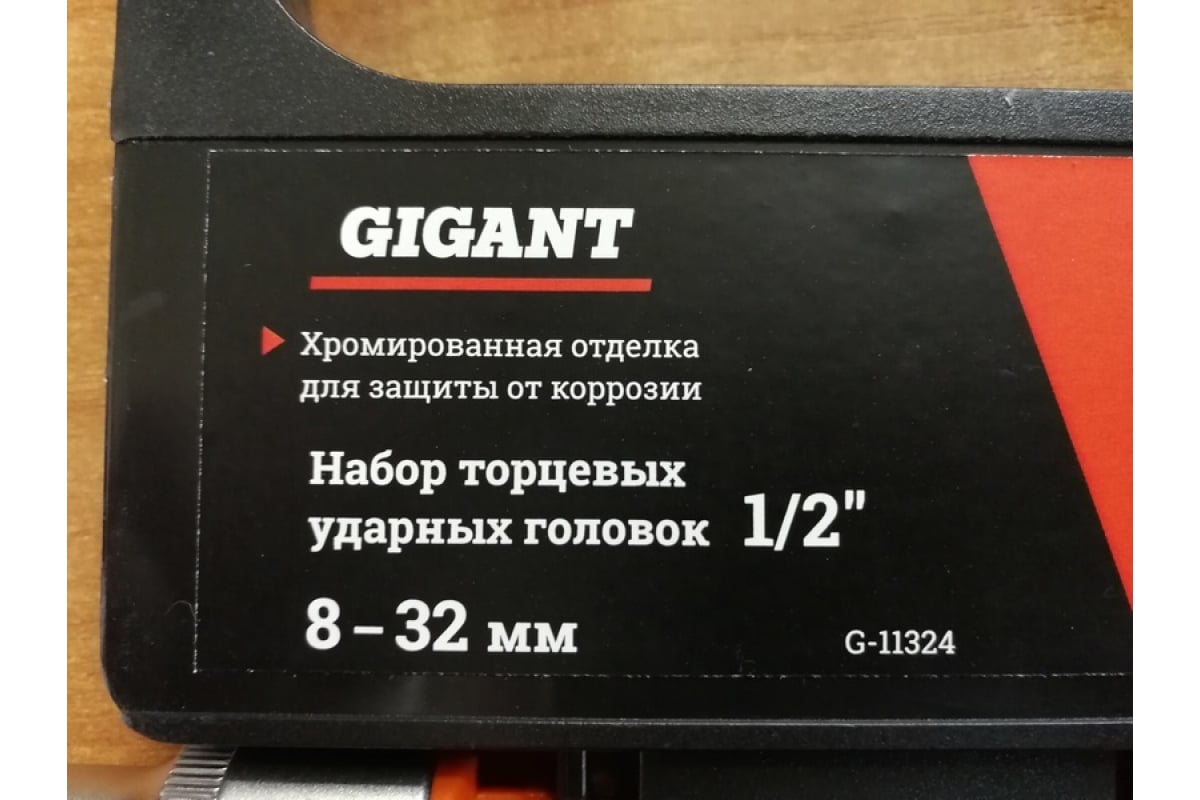 GIGANT
Хромированная отделка
для защиты от коррозии
Набор торцевых
ударных головок 1/2"
8 – 32 мм
G-11324